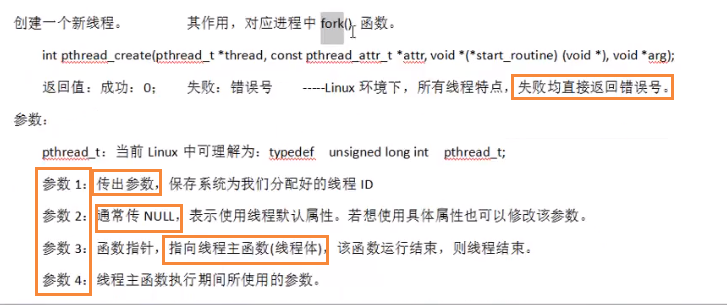 创建一个新线程。 其作用，对应进程中 fork() 函数。
int pthread_create(pthread_t *thread, const pthread_attr_t *attr, void *(*start_routine) (void *), void *arg);
返回值：成功：0； 失败：错误号 -----Linux 环境下，所有线程特点，失败均直接返回错误号。
参数：
pthread_t：当前 Linux 中可理解为：typedef unsigned long int pthread_t;
参数 1：传出参数，保存系统为我们分配好的线程 ID
参数 2：通常传 NULL，表示使用线程默认属性。若想使用具体属性也可以修改该参数。
参数 3：函数指针，指向线程主函数(线程体)，该函数运行结束，则线程结束。
参数 4：线程主函数执行期间所使用的参数。